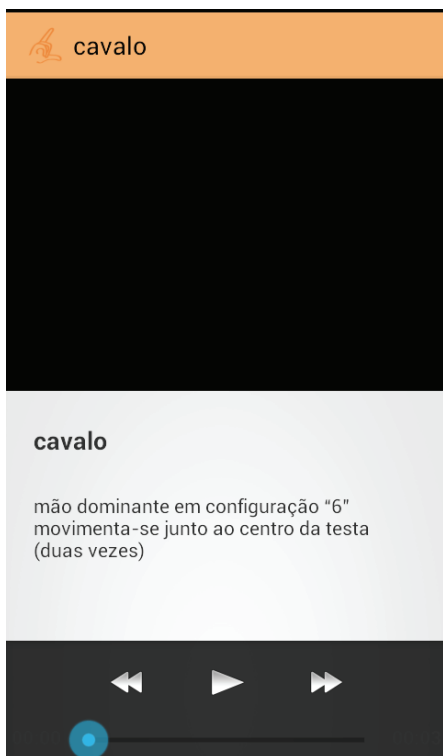 cavalo
cavalo
mão dominante em configuração “6”
movimenta-se junto ao centro da testa
(duas vezes)